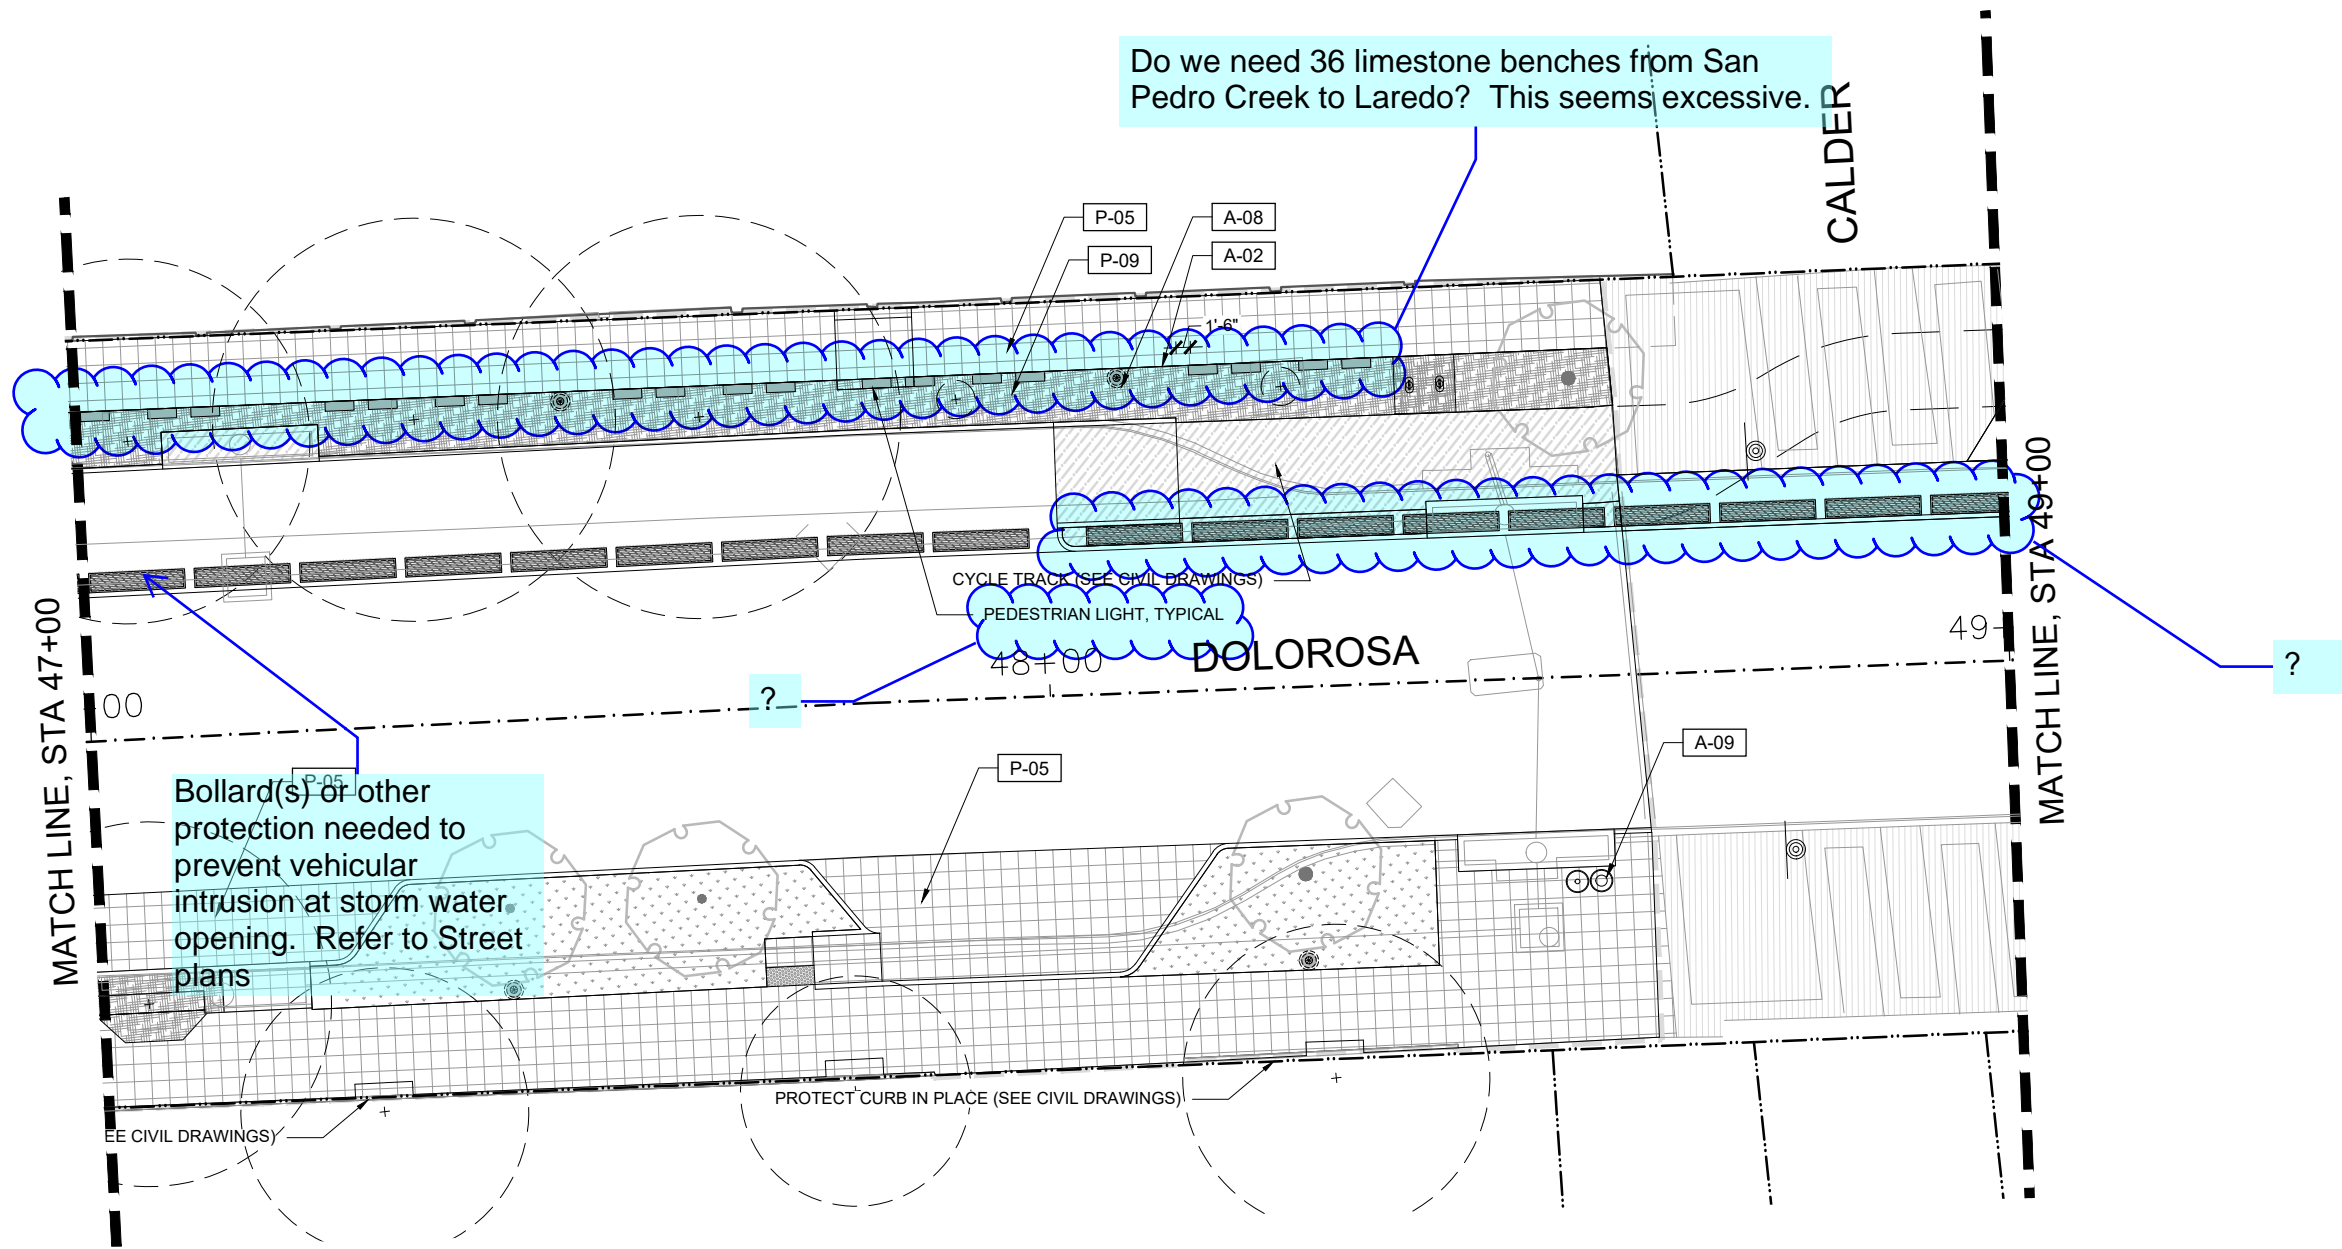 Do we need 36 limestone benches from San
Pedro Creek to Laredo?  This seems excessive.
CALDER
P-05
A-08
P-09
A-02
1'-6"
CYCLE TRACK (SEE CIVIL DRAWINGS)
PEDESTRIAN LIGHT, TYPICAL
DOLOROSA
48+00
49+
?
?
00
MATCH LINE, STA 47+00
MATCH LINE, STA 49+00
A-09
P-05
P-05
Bollard(s) or other
protection needed to
prevent vehicular
intrusion at storm water
opening.  Refer to Street
plans
PROTECT CURB IN PLACE (SEE CIVIL DRAWINGS)
EE CIVIL DRAWINGS)